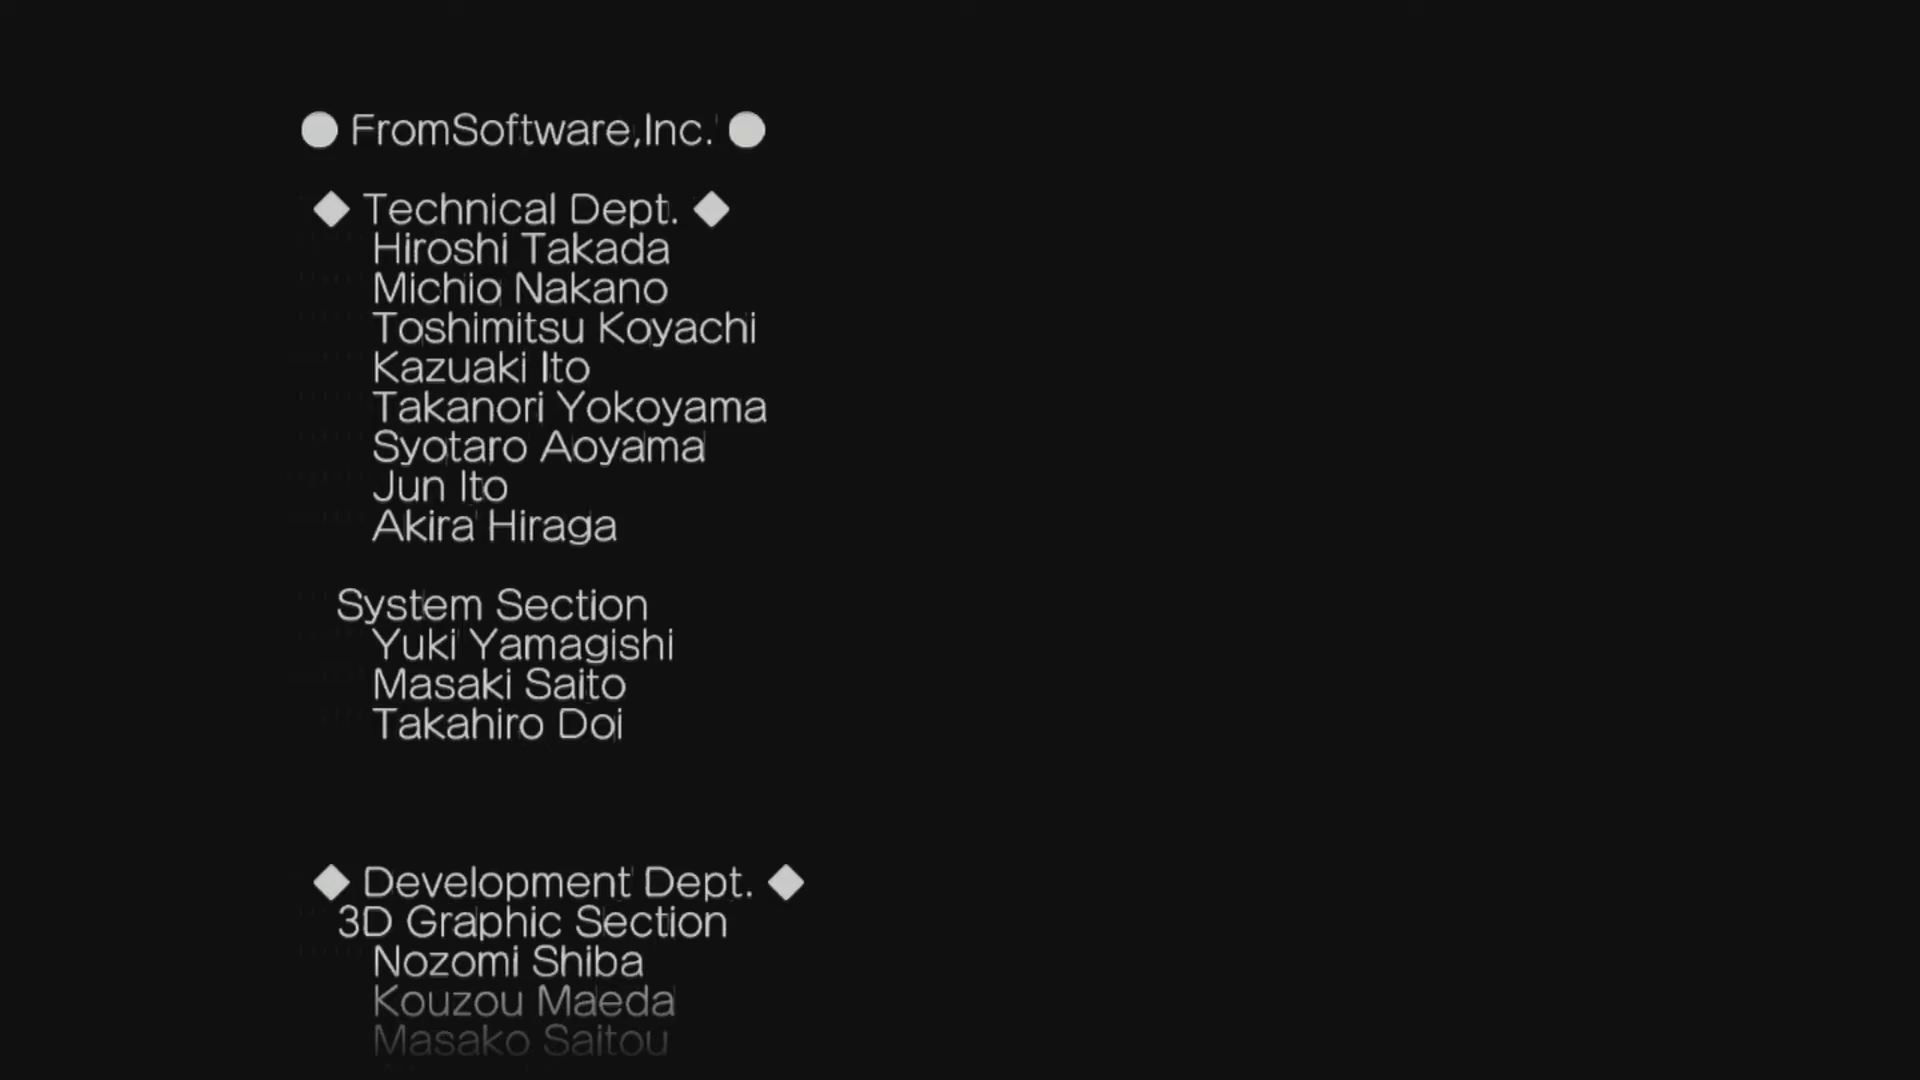 ● FromSoftware,Inc. ●
◆ Technical Dept. ◆
Hiroshi Takada
Michio Nakano
Toshimitsu Koyachi
Kazuaki Ito
Takanori Yokoyama
Syotaro Aoyama
Jun Ito
Akira Hiraga
System Section
Yuki Yamagishi
Masaki Saito
Takahiro Doi
◆ Development Dept. ◆
3D Graphic Section
Nozomi Shiba
Kouzou Maeda
Masako Saitou